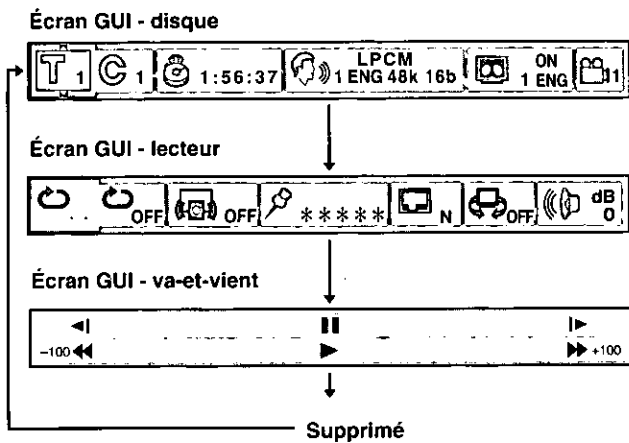 Écran GUI - disque
T 1 C 1 1:56:37 1 LPCM ENG 48k 16b ON 1 ENG 11
Écran GUI - lecteur
OFF OFF ***** N OFF dB 0
Écran GUI - va-et-vient
-100 +100
Supprimé